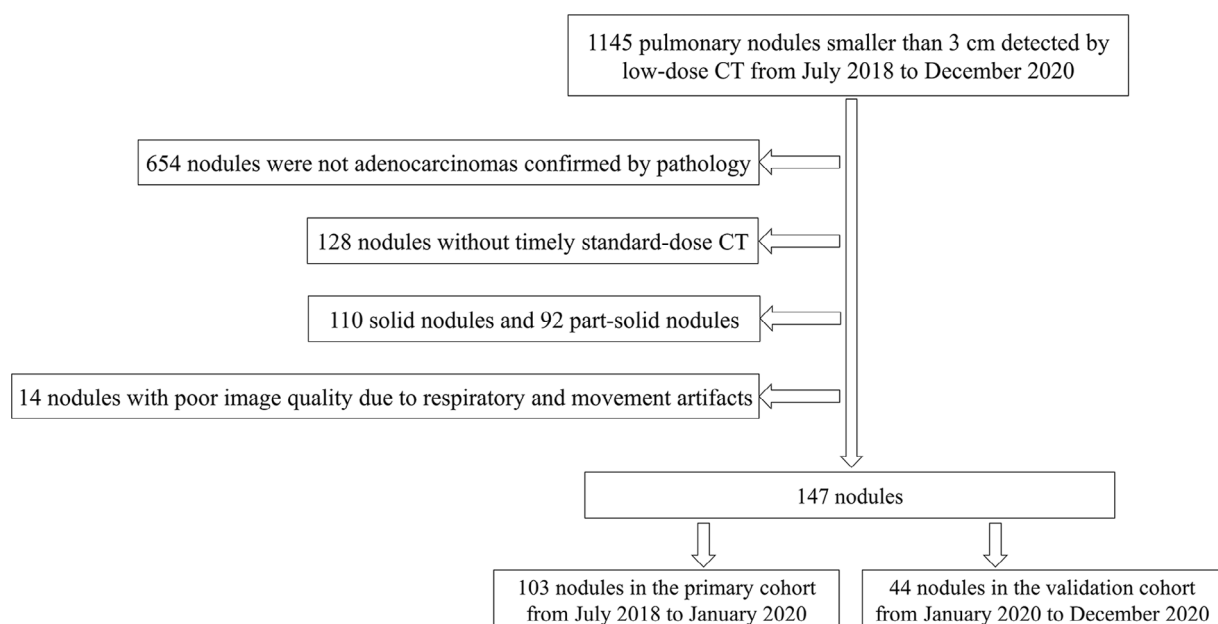 1145 pulmonary nodules smaller than 3 cm detected by
low-dose CT from July 2018 to December 2020
654 nodules were not adenocarcinomas confirmed by pathology
128 nodules without timely standard-dose CT
110 solid nodules and 92 part-solid nodules
14 nodules with poor image quality due to respiratory and movement artifacts
147 nodules
103 nodules in the primary cohort
from July 2018 to January 2020
44 nodules in the validation cohort
from January 2020 to December 2020